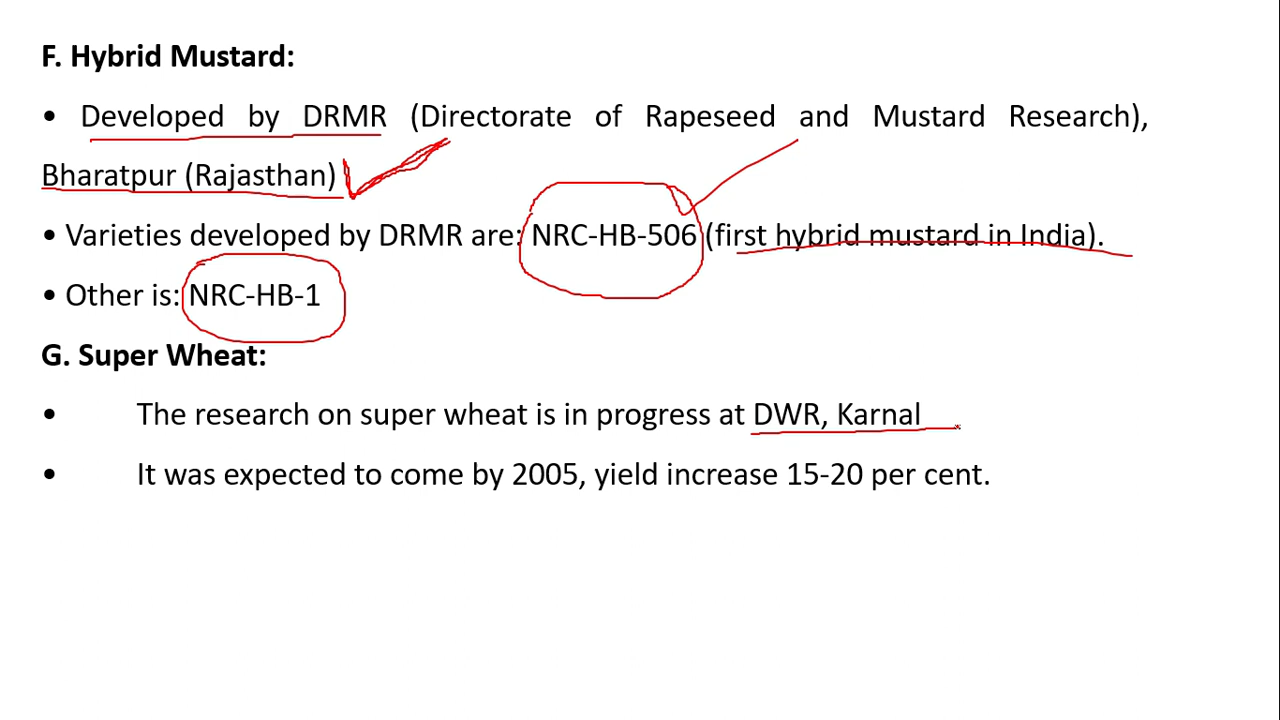 F. Hybrid Mustard:
• Developed by DRMR (Directorate of Rapeseed and Mustard Research),
Bharatpur (Rajasthan)
• Varieties developed by DRMR are: NRC-HB-506 (first hybrid mustard in India).
• Other is: NRC-HB-1
G. Super Wheat:
• The research on super wheat is in progress at DWR, Karnal
• It was expected to come by 2005, yield increase 15-20 per cent.